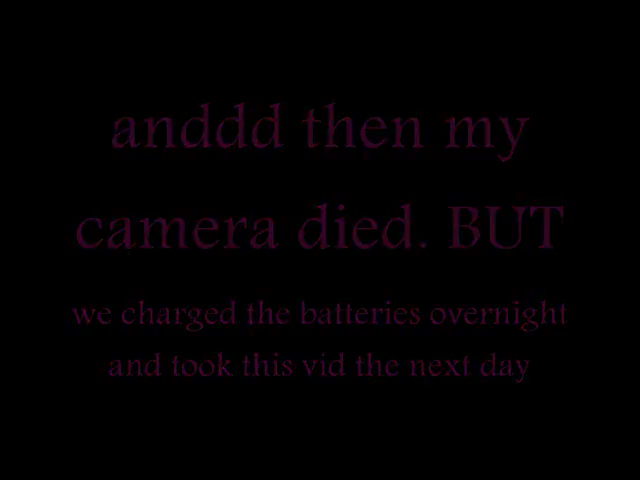 anddd then my
camera died. BUT
we charged the batteries overnight
and took this vid the next day